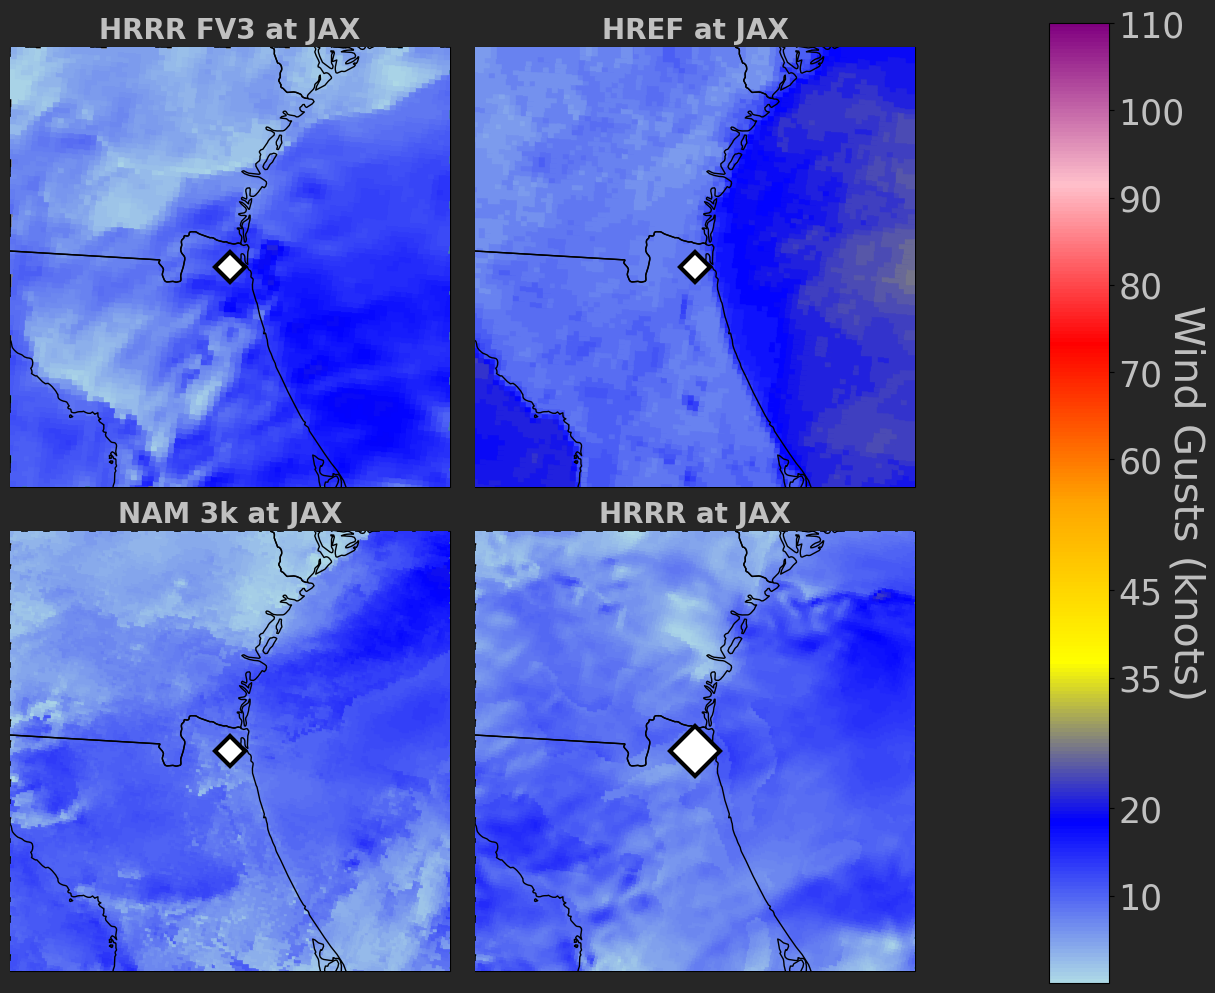 HRRR FV3 at JAX
HREF at JAX
NAM 3k at JAX
HRRR at JAX
110
100
90
80
70
60
45
35
20
10
Wind Gusts (knots)